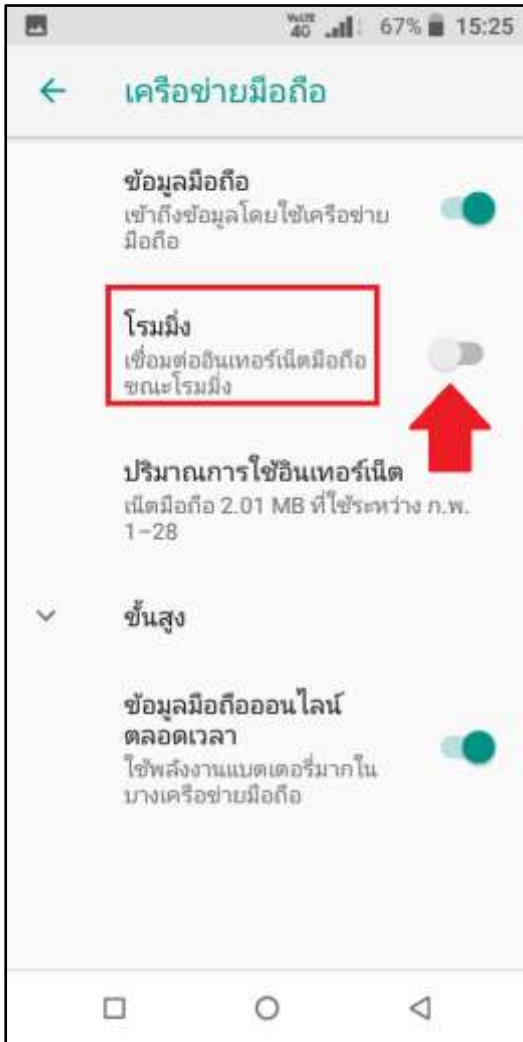 VoLTE
4G 67% 15:25
เครือข่ายมือถือ
ข้อมูลมือถือ
เข้าถึงข้อมูลโดยใช้เครือข่าย
มือถือ
โรมมิ่ง
เชื่อมต่ออินเทอร์เน็ตมือถือ
ขณะโรมมิ่ง
ปริมาณการใช้อินเทอร์เน็ต
เน็ตมือถือ 2.01 MB ที่ใช้ระหว่าง ก.พ.
1–28
ขั้นสูง
ข้อมูลมือถือออนไลน์
ตลอดเวลา
ใช้พลังงานแบตเตอรี่มากใน
บางเครือข่ายมือถือ